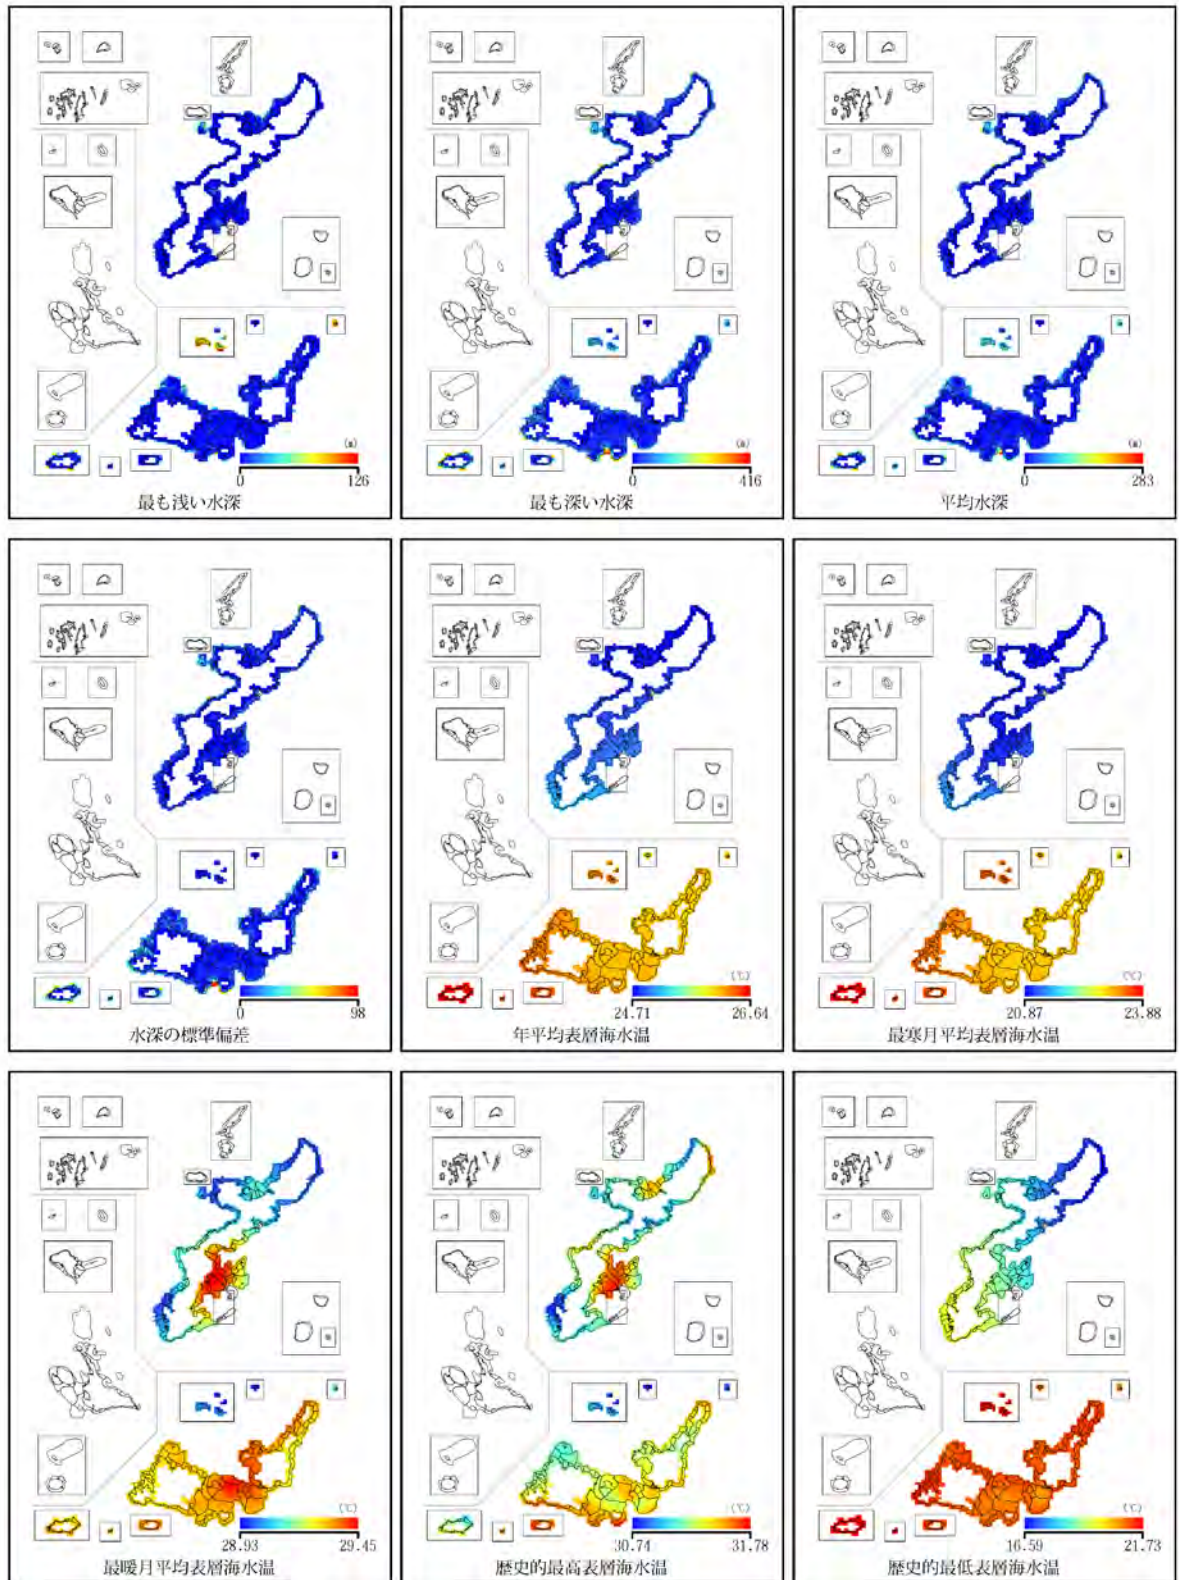 (m)
0 126
最も浅い水深
(m)
0 416
最も深い水深
(m)
0 283
平均水深
0 98
水深の標準偏差
(℃)
24.71 26.64
年平均表層海水温
(℃)
20.87 23.88
最寒月平均表層海水温
(℃)
28.93 29.45
最暖月平均表層海水温
(℃)
30.74 31.78
歴史的最高表層海水温
(℃)
16.59 21.73
歴史的最低表層海水温